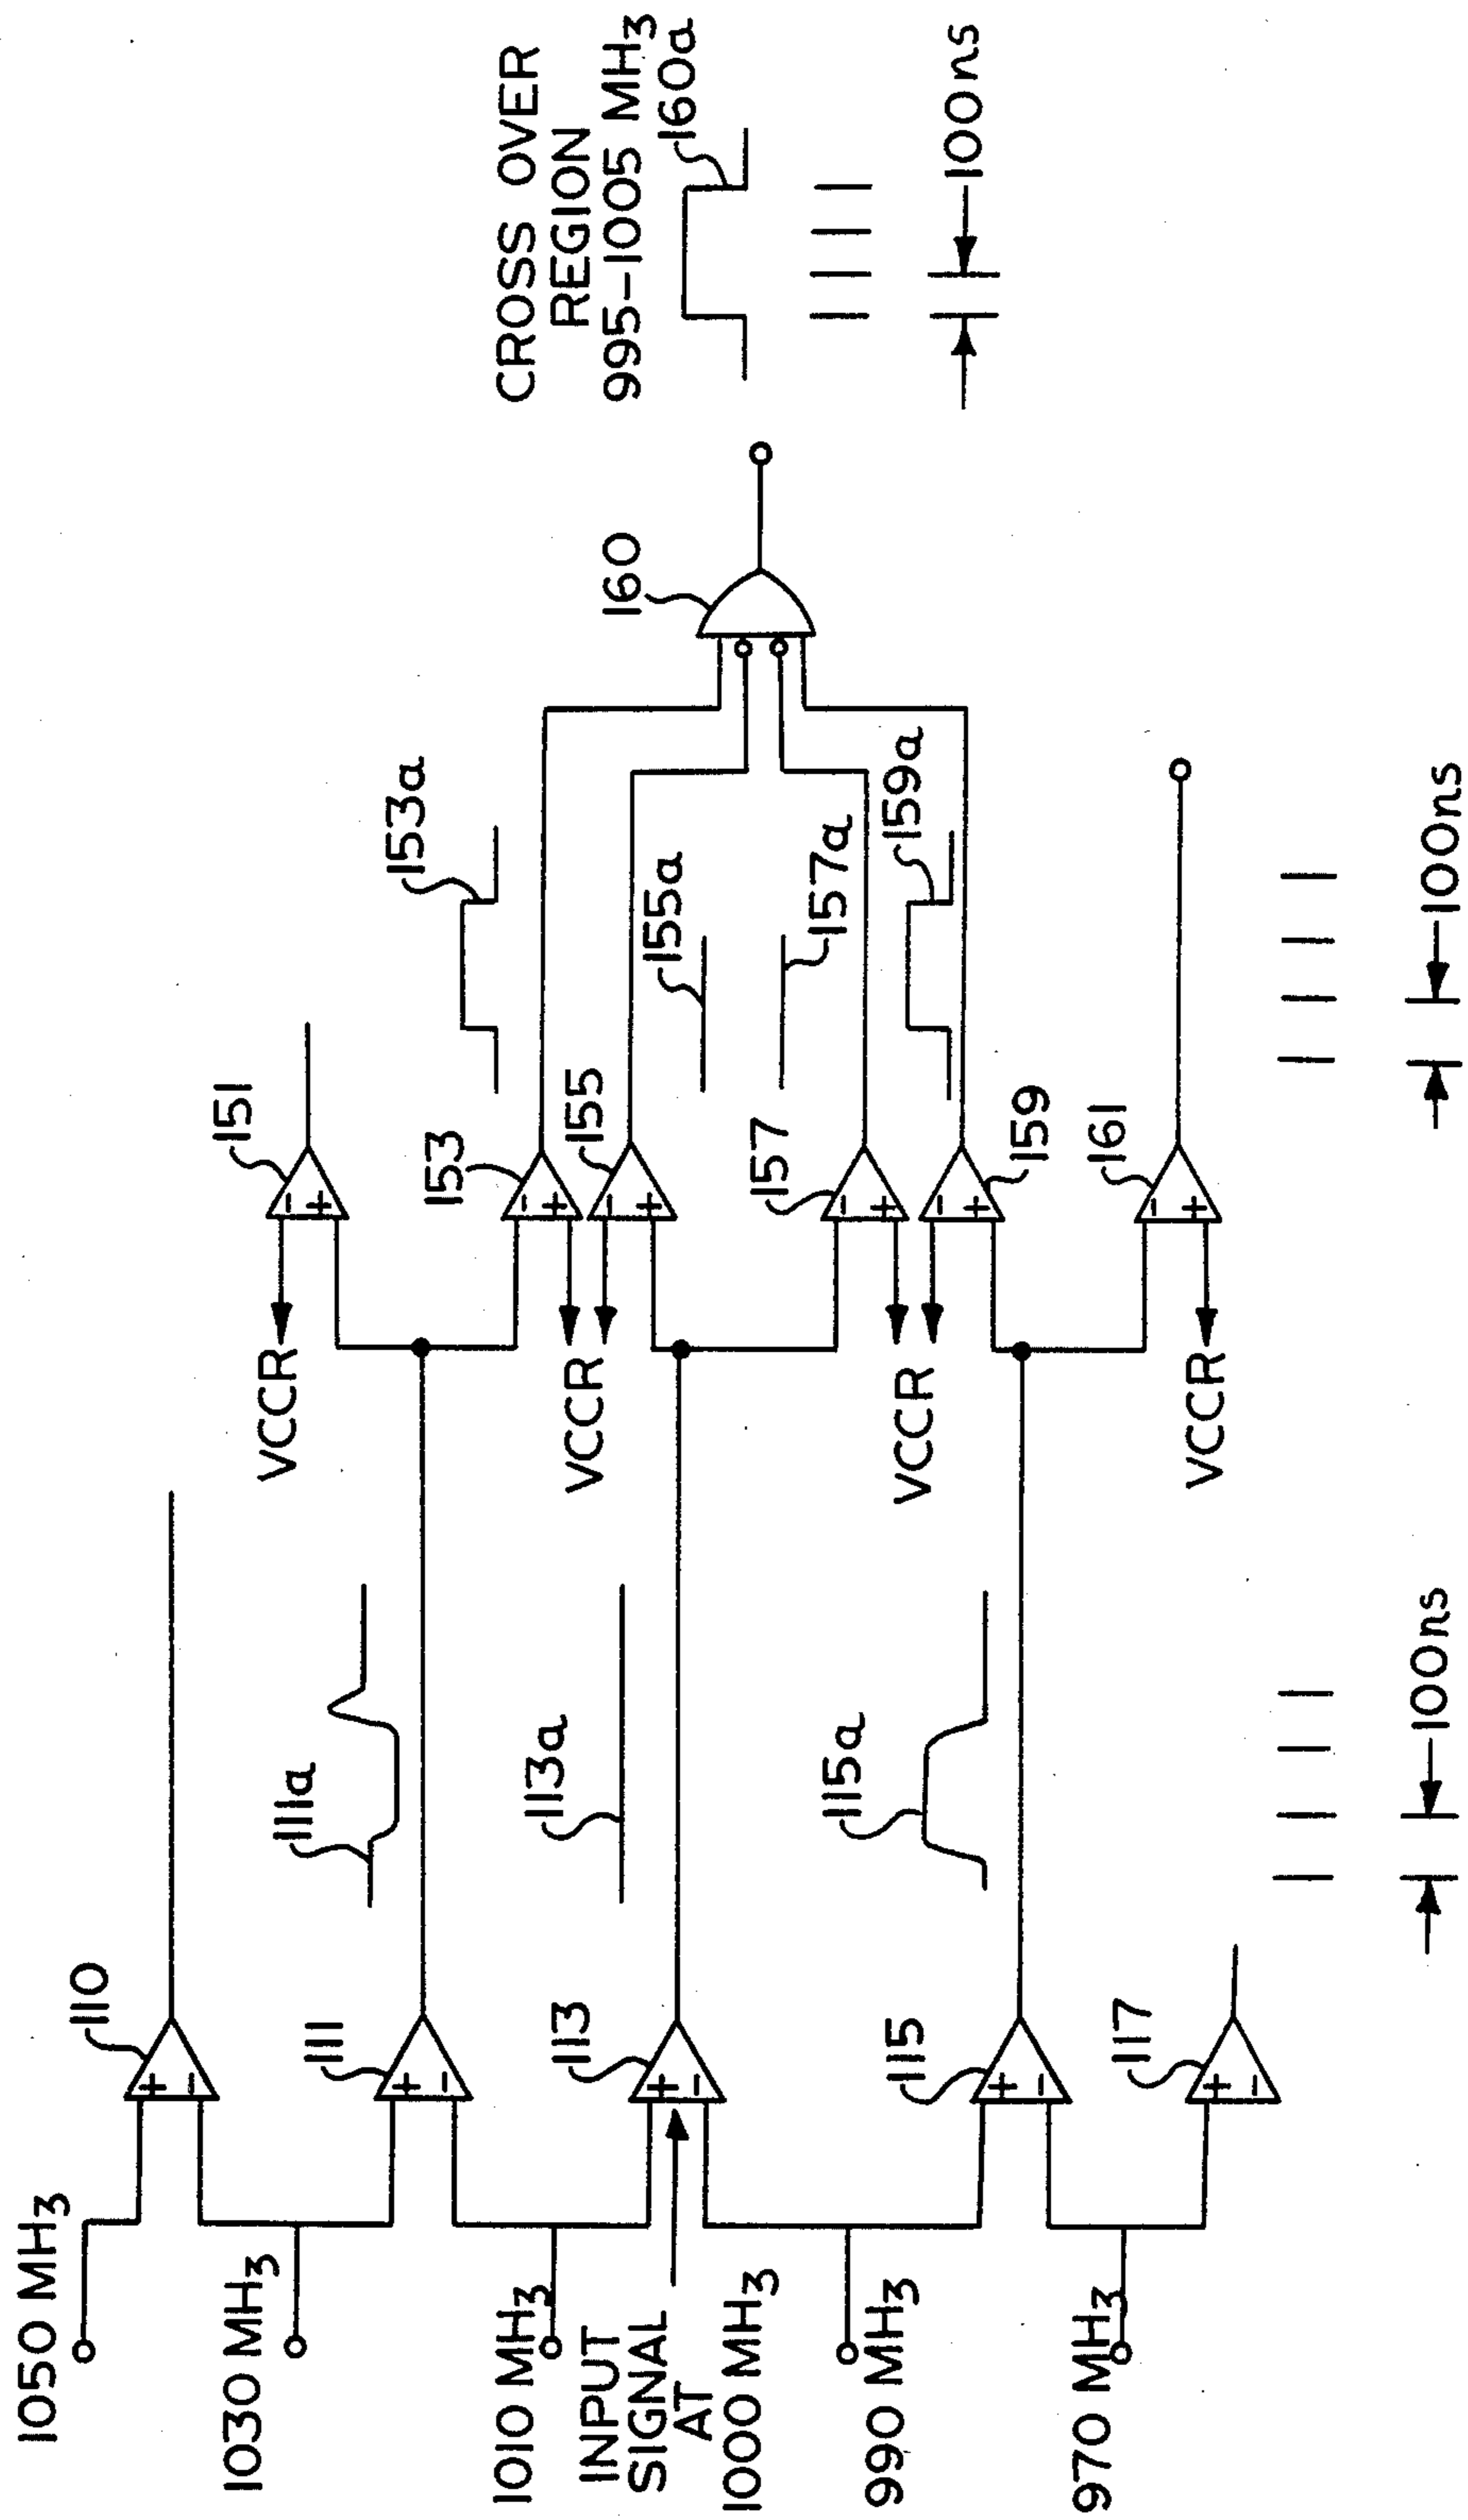 1050 MHz
1030 MHz
1010 MHz
INPUT
SIGNAL
AT
1000 MHz
990 MHz
970 MHz
110
111
113
115
117
+
-
+
-
+
-
+
-
+
-
111a
113a
115a
100ns
VCCR
VCCR
VCCR
VCCR
151
153
155
157
159
161
-
+
-
+
-
+
-
+
-
+
-
+
153a
155a
157a
159a
100ns
160
CROSS OVER
REGION
995-1005 MHz
160a
100ns